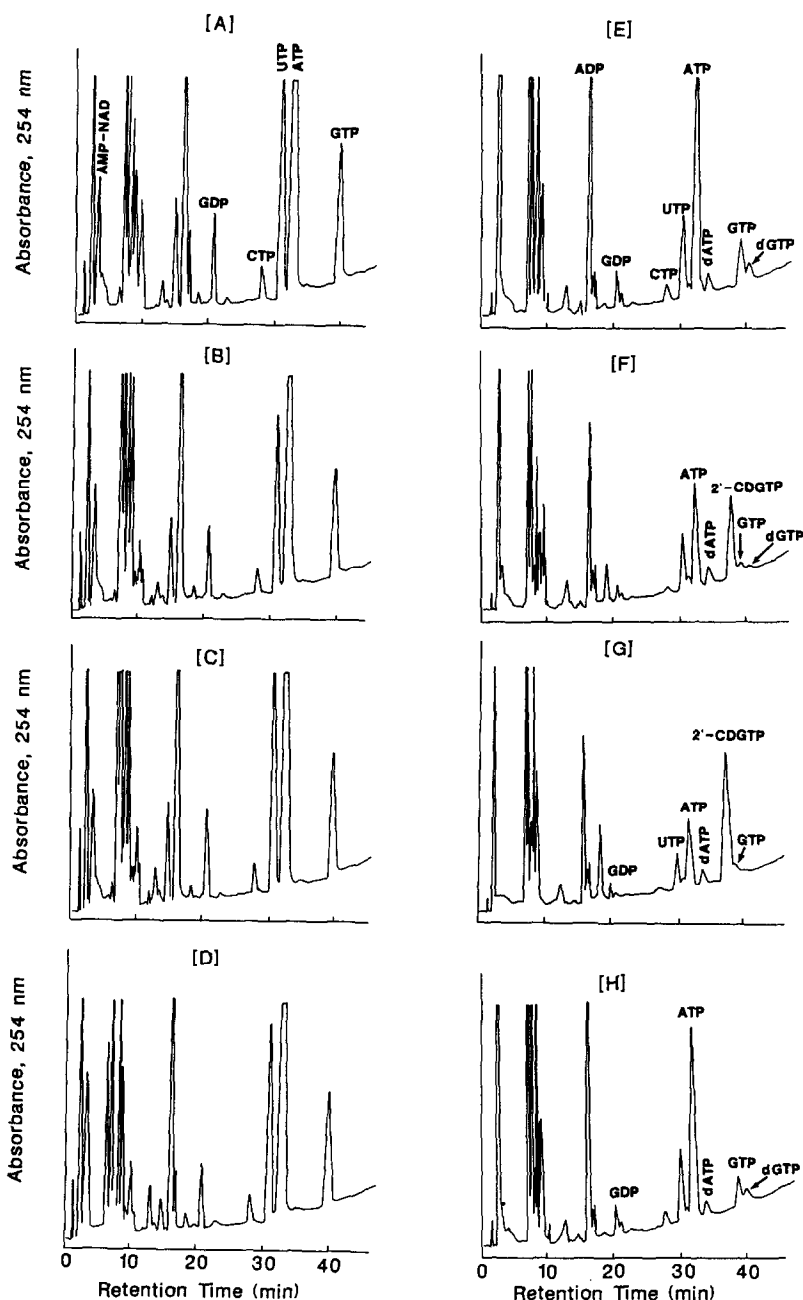 [A]
Absorbance, 254 nm
AMP-NAD
GDP
CTP
UTP
ATP
GTP
[B]
Absorbance, 254 nm
[C]
Absorbance, 254 nm
[D]
Absorbance, 254 nm
0 10 20 30 40
Retention Time (min)
[E]
ADP
GDP
CTP
UTP
ATP
dATP
GTP
dGTP
[F]
ATP
dATP
2'-CDGTP
GTP
dGTP
[G]
GDP
UTP
ATP
dATP
2'-CDGTP
GTP
[H]
GDP
ATP
dATP
GTP
dGTP
0 10 20 30 40
Retention Time (min)